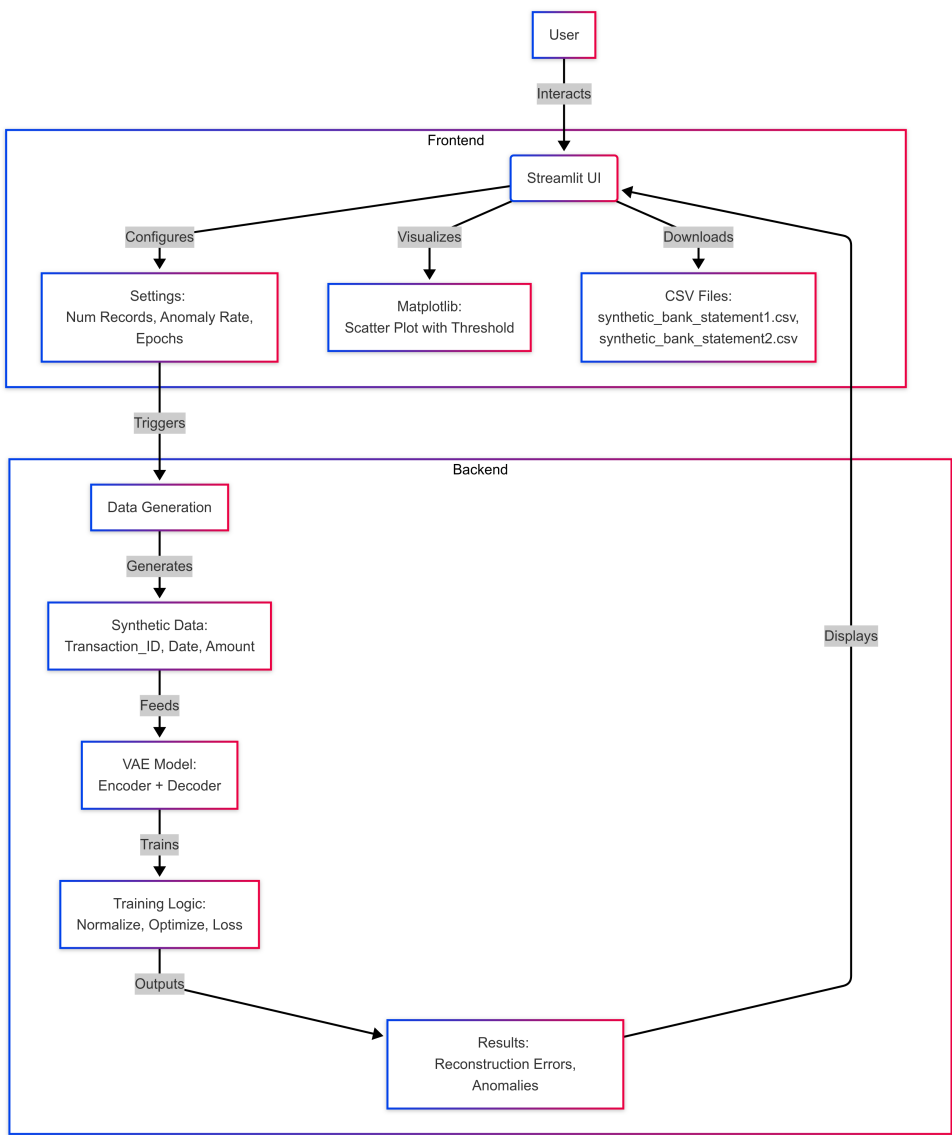 User
Interacts
Frontend
Streamlit UI
Configures
Visualizes
Downloads
Settings:
Num Records, Anomaly Rate,
Epochs
Matplotlib:
Scatter Plot with Threshold
CSV Files:
synthetic_bank_statement1.csv,
synthetic_bank_statement2.csv
Triggers
Backend
Data Generation
Generates
Synthetic Data:
Transaction_ID, Date, Amount
Displays
Feeds
VAE Model:
Encoder + Decoder
Trains
Training Logic:
Normalize, Optimize, Loss
Outputs
Results:
Reconstruction Errors,
Anomalies